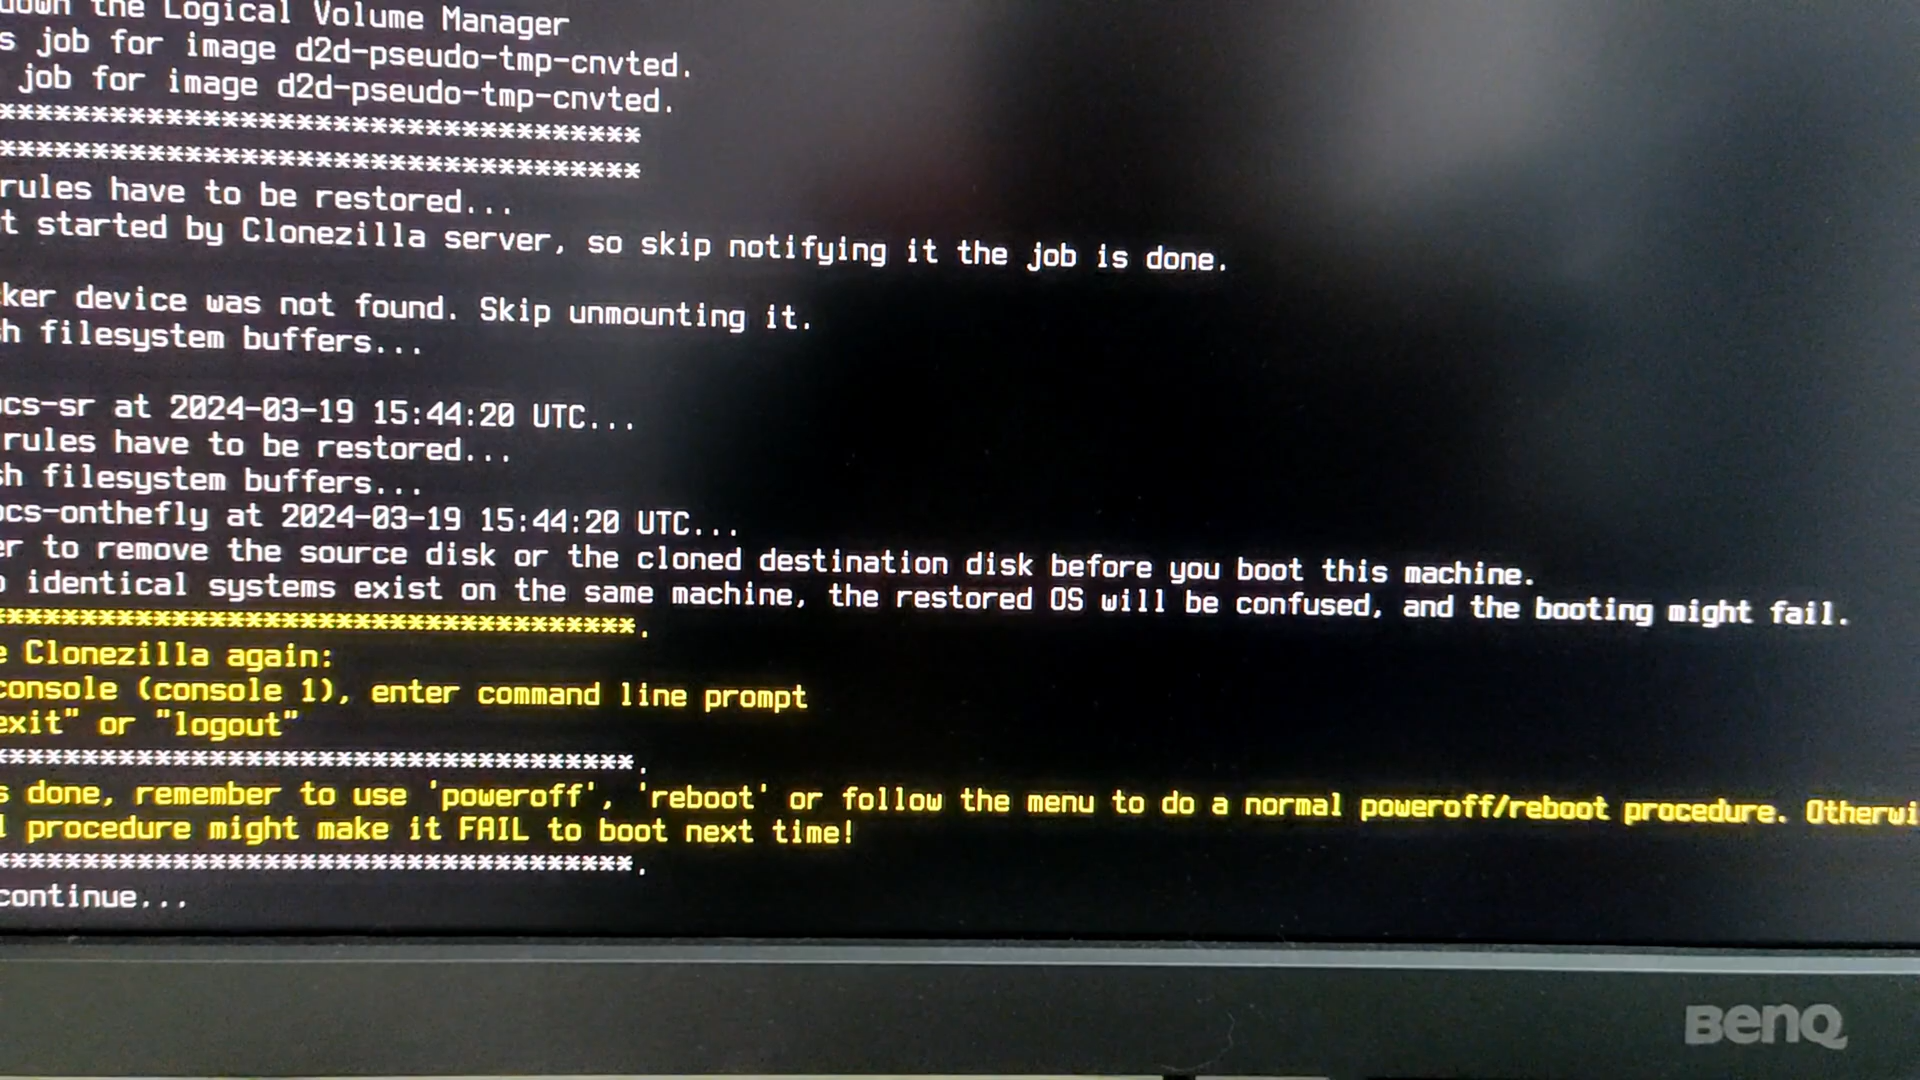 the Logical Volume Manager
s job for image d2d-pseudo-tmp-cnvted.
job for image d2d-pseudo-tmp-cnvted.
***********************************
***********************************
rules have to be restored...
t started by Clonezilla server, so skip notifying it the job is done.
ker device was not found. Skip unmounting it.
h filesystem buffers...
ocs-sr at 2024-03-19 15:44:20 UTC...
rules have to be restored...
h filesystem buffers...
ocs-onthefly at 2024-03-19 15:44:20 UTC...
er to remove the source disk or the cloned destination disk before you boot this machine.
o identical systems exist on the same machine, the restored OS will be confused, and the booting might fail.
***********************************.
e Clonezilla again:
console (console 1), enter command line prompt
exit" or "logout"
***********************************.
s done, remember to use 'poweroff', 'reboot' or follow the menu to do a normal poweroff/reboot procedure. Otherwi
l procedure might make it FAIL to boot next time!
***********************************.
continue...
BenQ